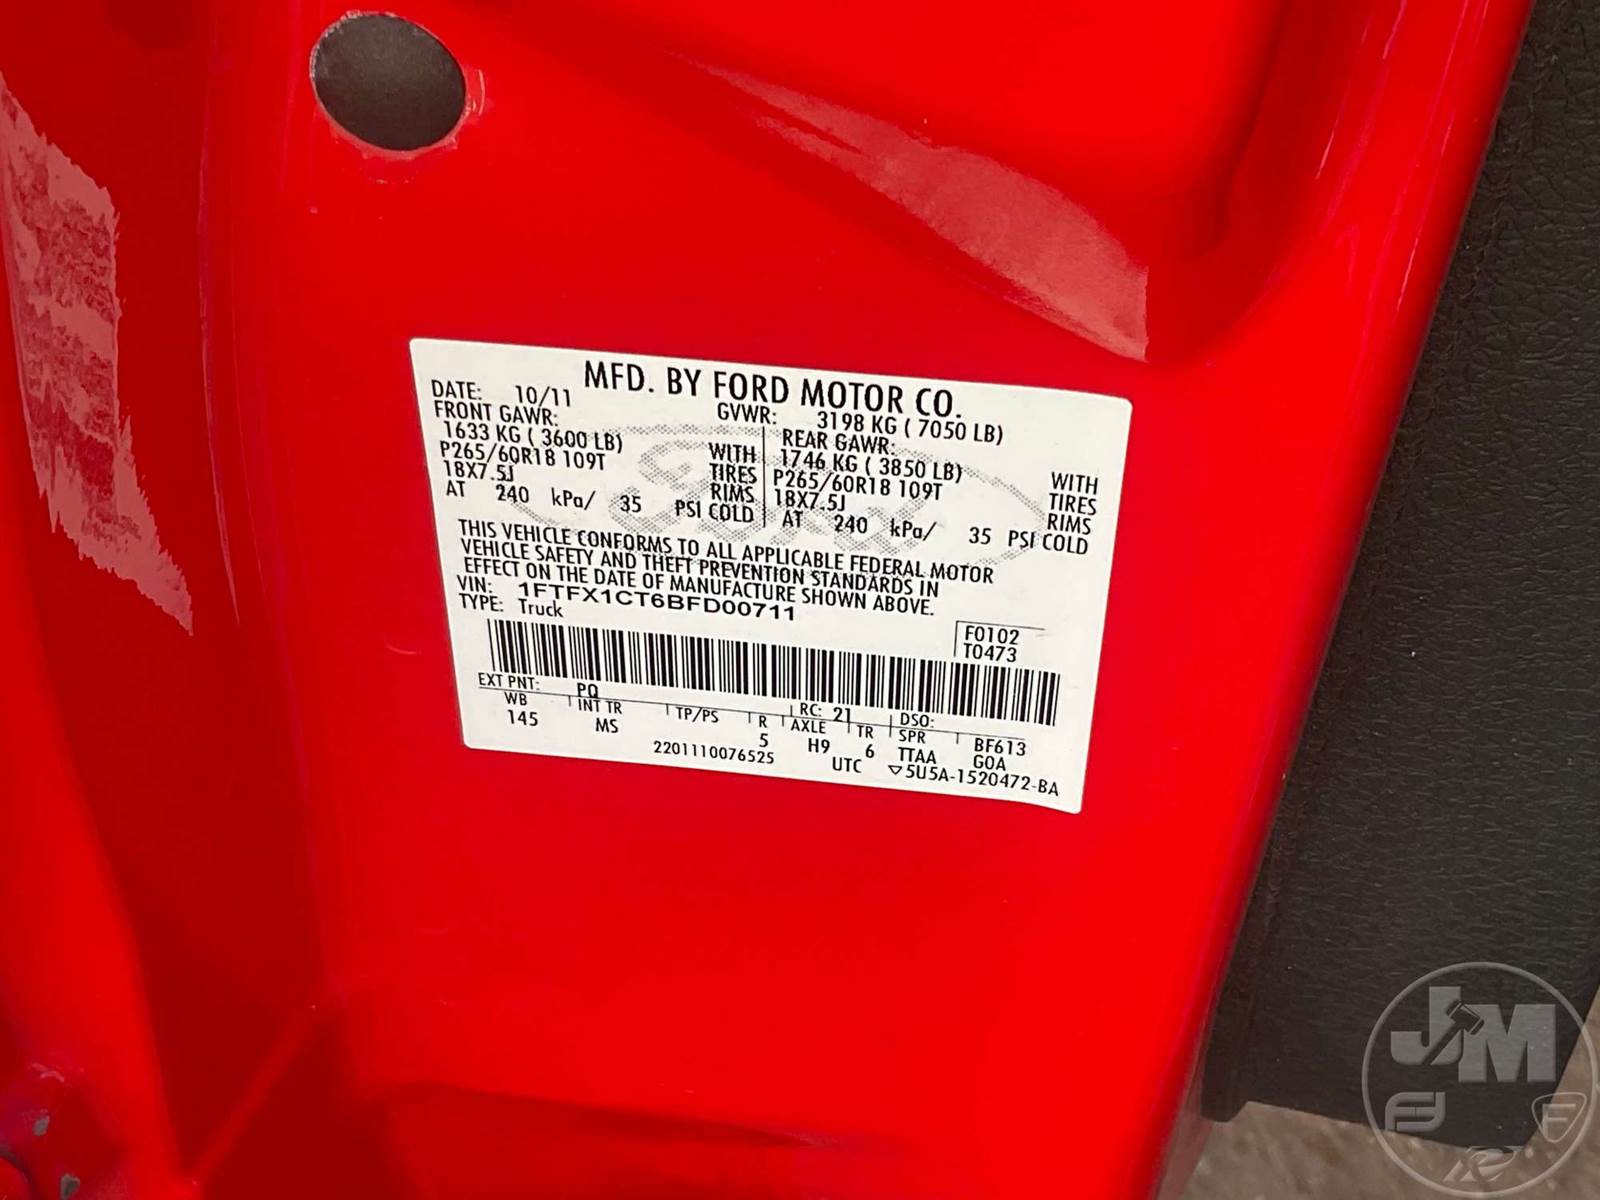 MFD. BY FORD MOTOR CO.
DATE: 10/11
GVWR: 3198 KG ( 7050 LB)
FRONT GAWR:
1633 KG ( 3600 LB)
P265/60R18 109T
18X7.5J
AT 240 kPa/ 35 PSI COLD
WITH
TIRES
RIMS
REAR GAWR:
1746 KG ( 3850 LB)
P265/60R18 109T
18X7.5J
AT 240 kPa/ 35 PSI COLD
WITH
TIRES
RIMS
THIS VEHICLE CONFORMS TO ALL APPLICABLE FEDERAL MOTOR
VEHICLE SAFETY AND THEFT PREVENTION STANDARDS IN
EFFECT ON THE DATE OF MANUFACTURE SHOWN ABOVE.
VIN: 1FTFX1CT6BFD00711
TYPE: Truck
F0102
T0473
EXT PNT: PQ RC: 21 DSO:
WB INT TR TP/PS R AXLE TR SPR BF613
145 MS 5 H9 6 TTAA GOA
2201110076525 UTC ▽5U5A-1520472-BA
JM